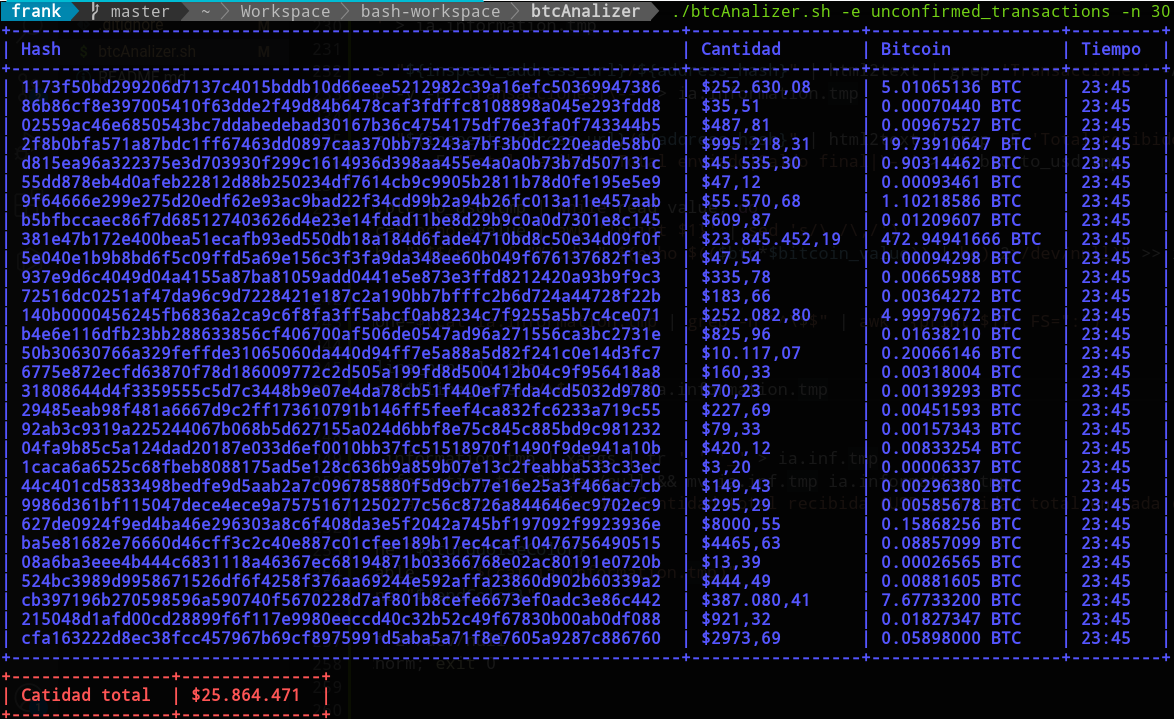 frank master ~ Workspace bash-workspace btcAnalizer ./btcAnalizer.sh -e unconfirmed_transactions -n 30
Hash Cantidad Bitcoin Tiempo
1173f50bd299206d7137c4015bddb10d66eee5212982c39a16efc50369947386 $252.630,08 5.01065136 BTC 23:45
86b86cf8e397005410f63dde2f49d84b6478caf3fdffc8108898a045e293fdd8 $35,51 0.00070440 BTC 23:45
02559ac46e6850543bc7ddabedebad30167b36c4754175df76e3fa0f743344b5 $487,81 0.00967527 BTC 23:45
2f8b0bfa571a87bdc1ff67463dd0897caa370bb73243a7bf3b0dc220eade58b0 $995.218,31 19.73910647 BTC 23:45
d815ea96a322375e3d703930f299c1614936d398aa455e4a0a0b73b7d507131c $45.535,30 0.90314462 BTC 23:45
55dd878eb4d0afeb22812d88b250234df7614cb9c9905b2811b78d0fe195e5e9 $47,12 0.00093461 BTC 23:45
9f64666e299e275d20edf62e93ac9bad22f34cd99b2a94b26fc013a11e457aab $55.570,68 1.10218586 BTC 23:45
b5bfbccaec86f7d685127403626d4e23e14fdad11be8d29b9c0a0d7301e8c145 $609,87 0.01209607 BTC 23:45
381e47b172e400bea51ecafb93ed550db18a184d6fade4710bd8c50e34d09f0f $23.845.452,19 472.94941666 BTC 23:45
5e040e1b9b8bd6f5c09ffd5a69e156c3f3fa9da348ee60b049f676137682f1e3 $47,54 0.00094298 BTC 23:45
937e9d6c4049d04a4155a87ba81059add0441e5e873e3ffd8212420a93b9f9c3 $335,78 0.00665988 BTC 23:45
72516dc0251af47da96c9d7228421e187c2a190bb7bfffc2b6d724a44728f22b $183,66 0.00364272 BTC 23:45
140b0000456245fb6836a2ca9c6f8fa3ff5abcf0ab8234c7f9255a5b7c4ce071 $252.082,80 4.99979672 BTC 23:45
b4e6e116dfb23bb288633856cf406700af506de0547ad96a271556ca3bc2731e $825,96 0.01638210 BTC 23:45
50b30630766a329feffde31065060da440d94ff7e5a88a5d82f241c0e14d3fc7 $10.117,07 0.20066146 BTC 23:45
6775e872ecfd63870f78d186009772c2d505a199fd8d500412b04c9f956418a8 $160,33 0.00318004 BTC 23:45
31808644d4f3359555c5d7c3448b9e07e4da78cb51f440ef7fda4cd5032d9780 $70,23 0.00139293 BTC 23:45
29485eab98f481a6667d9c2ff173610791b146ff5feef4ca832fc6233a719c55 $227,69 0.00451593 BTC 23:45
92ab3c9319a225244067b068b5d627155a024d6bbf8e75c845c885bd9c981232 $79,33 0.00157343 BTC 23:45
04fa9b85c5a124dad20187e033d6ef0010bb37fc51518970f1490f9de941a10b $420,12 0.00833254 BTC 23:45
1caca6a6525c68fbeb8088175ad5e128c636b9a859b07e13c2feabba533c33ec $3,20 0.00006337 BTC 23:45
44c401cd5833498bedfe9d5aab2a7c096785880f5d9cb77e16e25a3f466ac7cb $149,43 0.00296380 BTC 23:45
9986d361bf115047dece4ece9a75751671250277c56c8726a844646ec9702ec9 $295,29 0.00585678 BTC 23:45
627de0924f9ed4ba46e296303a8c6f408da3e5f2042a745bf197092f9923936e $8000,55 0.15868256 BTC 23:45
ba5e81682e76660d46cff3c2c40e887c01cfee189b17ec4caf10476756490515 $4465,63 0.08857099 BTC 23:45
08a6ba3eee4b444c6831118a46367ec68194871b03366768e02ac8010e0720b $13,39 0.00026565 BTC 23:45
524bc3989d9958671526df6f4258f376aa69244e592affa23860d902b60339a2 $444,49 0.00881605 BTC 23:45
cb397196b270598596a590740f5670228d7af801b8cefe6673ef0adc3e86c442 $387.080,41 7.67733200 BTC 23:45
215048d1afd00cd28899f6f117e9980eeccd40c32b52c49f67830b00ab0df088 $921,32 0.01827347 BTC 23:45
cfa163222d8ec38fcc457967b69cf8975991d5aba5a71f8e7605a9287c886760 $2973,69 0.05898000 BTC 23:45
Catidad total $25.864.471